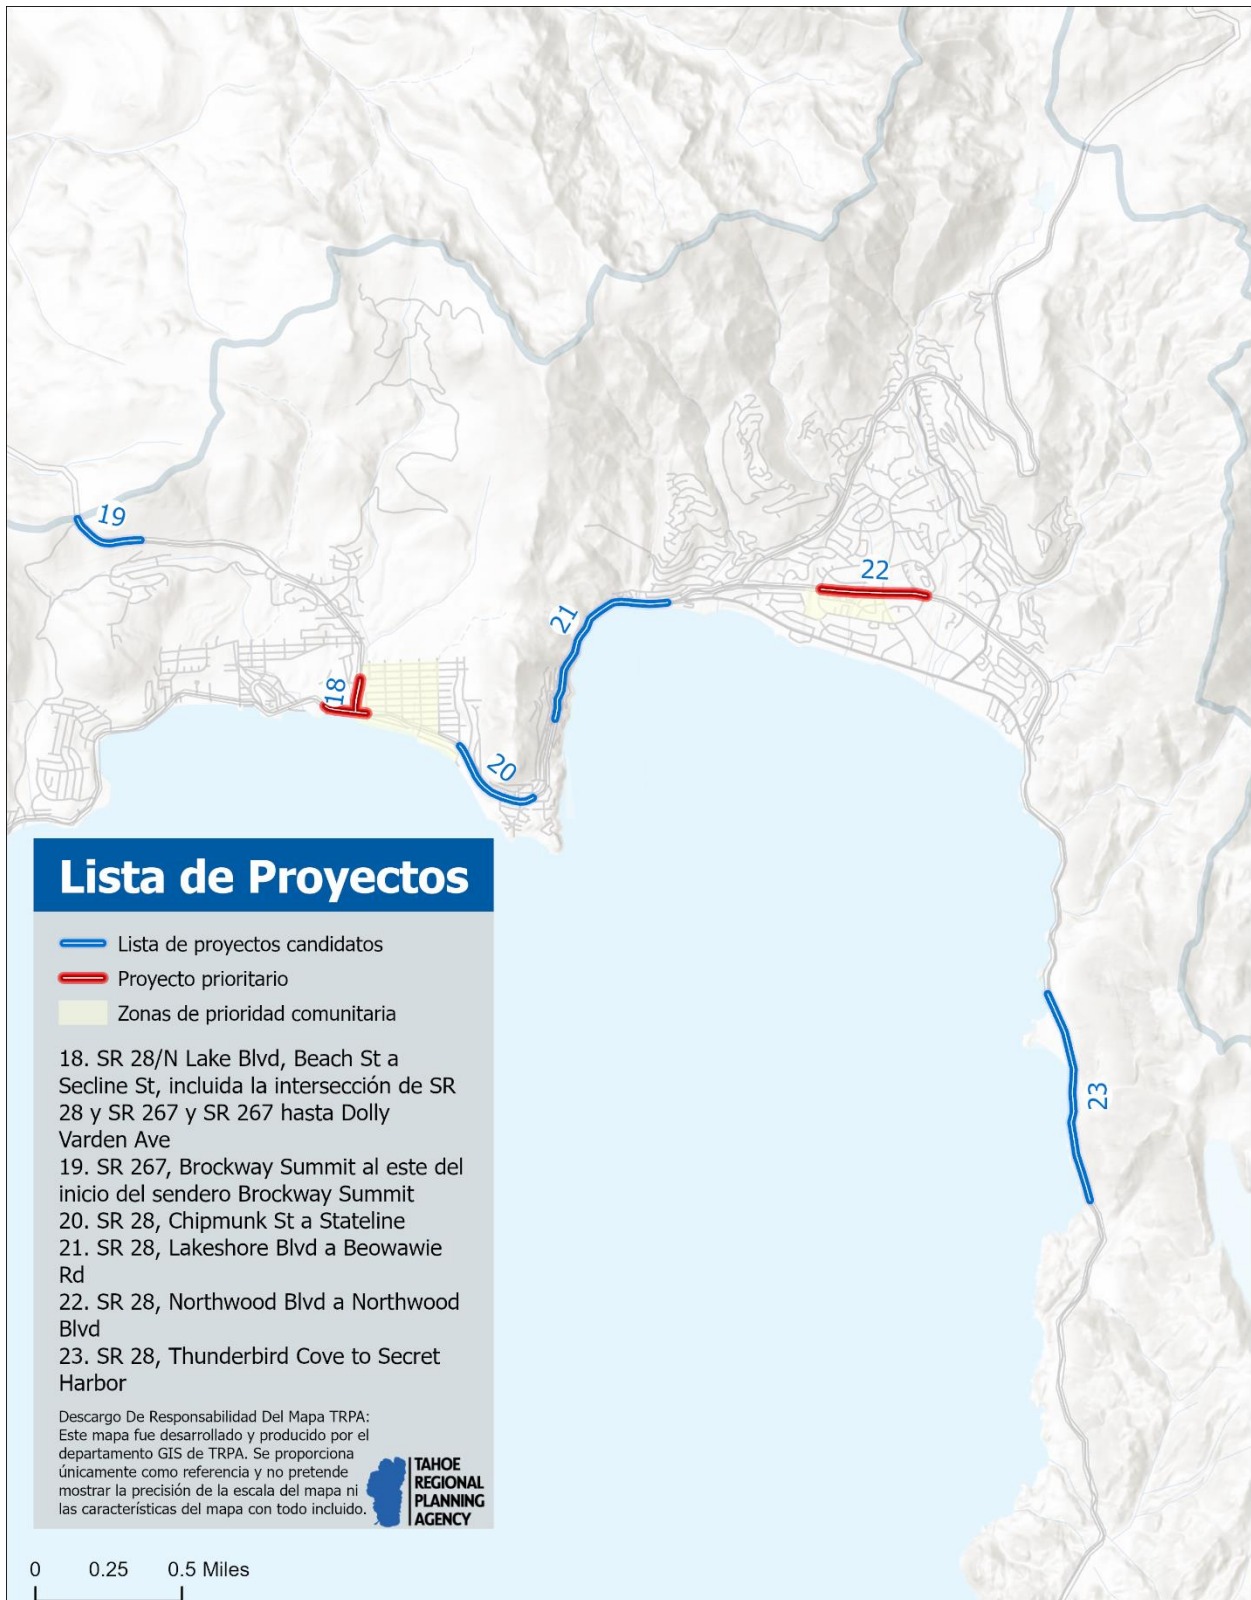 19
22
21
18
20
23
Lista de Proyectos
Lista de proyectos candidatos
Proyecto prioritario
Zonas de prioridad comunitaria
18. SR 28/N Lake Blvd, Beach St a
Secline St, incluida la intersección de SR
28 y SR 267 y SR 267 hasta Dolly
Varden Ave
19. SR 267, Brockway Summit al este del
inicio del sendero Brockway Summit
20. SR 28, Chipmunk St a Stateline
21. SR 28, Lakeshore Blvd a Beowawie
Rd
22. SR 28, Northwood Blvd a Northwood
Blvd
23. SR 28, Thunderbird Cove to Secret
Harbor
Descargo De Responsabilidad Del Mapa TRPA:
Este mapa fue desarrollado y producido por el
departamento GIS de TRPA. Se proporciona
únicamente como referencia y no pretende
mostrar la precisión de la escala del mapa ni
las características del mapa con todo incluido.
TAHOE
REGIONAL
PLANNING
AGENCY
0 0.25 0.5 Miles